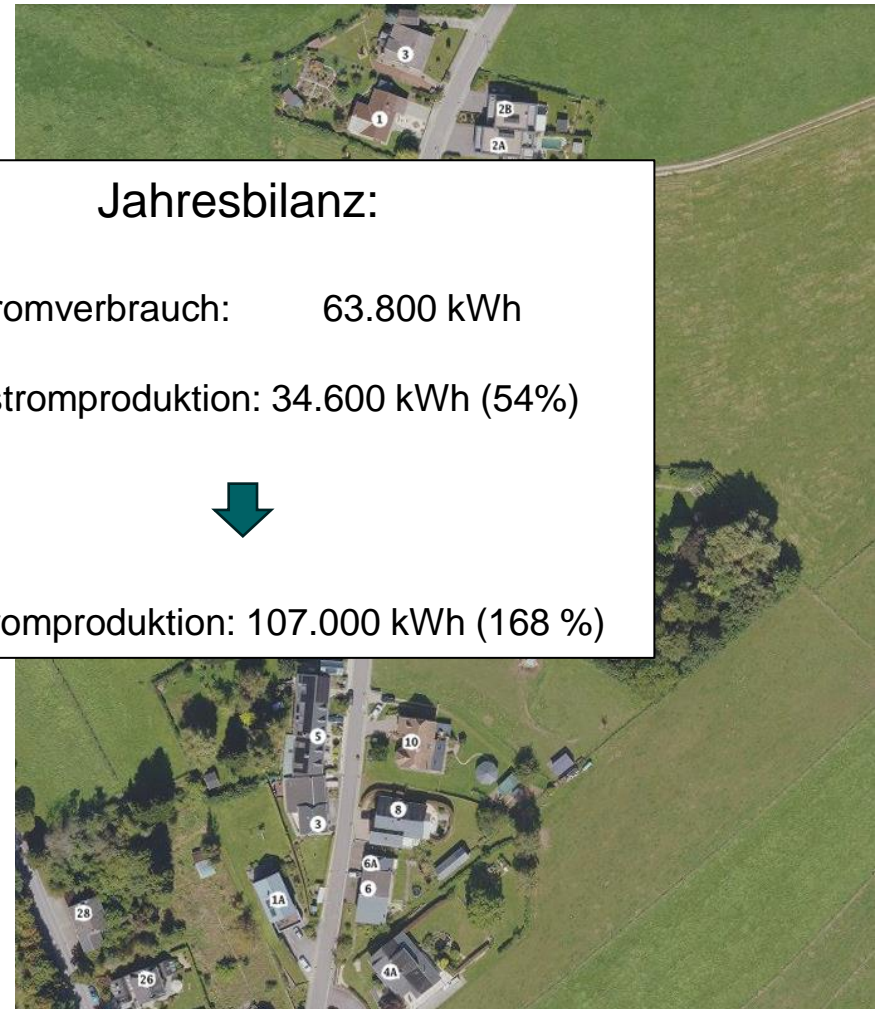 3
1
2B
2A
Jahresbilanz:
romverbrauch: 63.800 kWh
stromproduktion: 34.600 kWh (54%)
omproduktion: 107.000 kWh (168 %)
5
10
8
3
6A
6
1A
28
4A
26